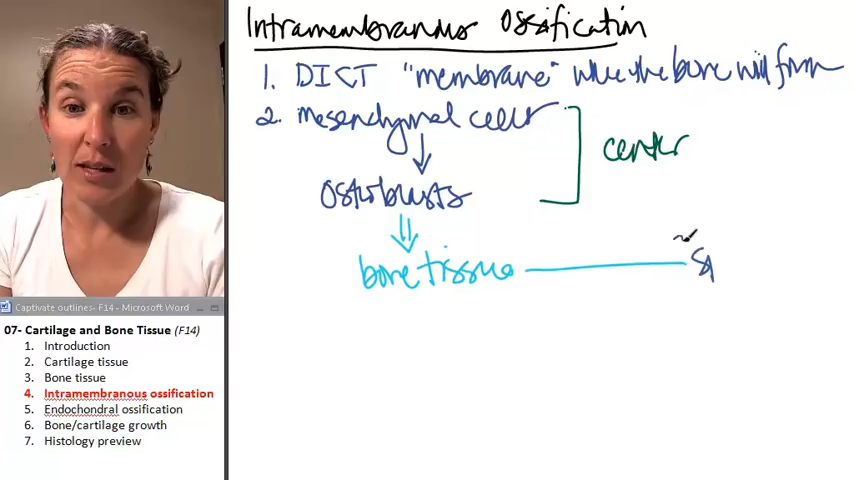 Intramembranous Ossification
1. DICT "membrane" where the bone will form
2. mesenchymal cells
center
Osteoblasts
bone tissue
Captivate outlines- F14 - Microsoft Word
07- Cartilage and Bone Tissue (F14)
1. Introduction
2. Cartilage tissue
3. Bone tissue
4. Intramembranous ossification
5. Endochondral ossification
6. Bone/cartilage growth
7. Histology preview